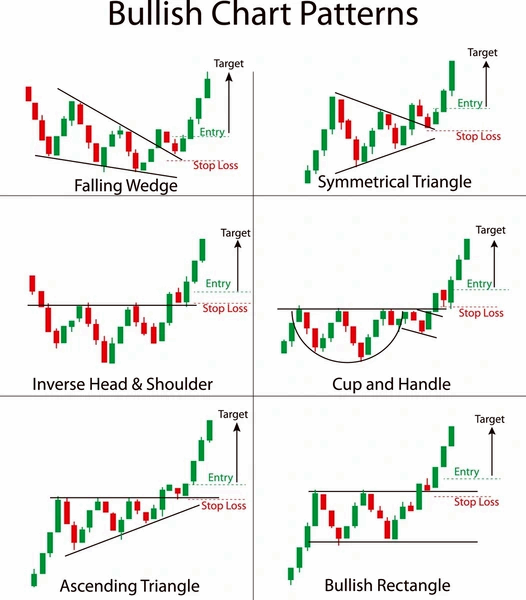 Bullish Chart Patterns
Target
Entry
Stop Loss
Falling Wedge
Target
Entry
Stop Loss
Symmetrical Triangle
Target
Entry
Stop Loss
Inverse Head & Shoulder
Target
Entry
Stop Loss
Cup and Handle
Target
Entry
Stop Loss
Ascending Triangle
Target
Entry
Stop Loss
Bullish Rectangle